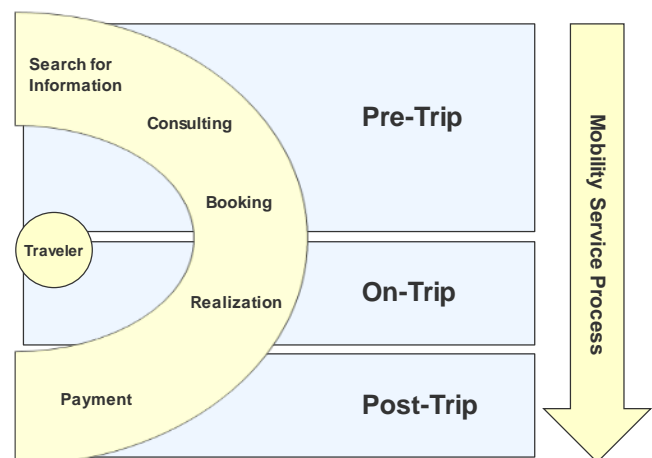 Search for
Information
Consulting
Pre-Trip
Booking
Traveler
Realization
On-Trip
Payment
Post-Trip
Mobility Service Process